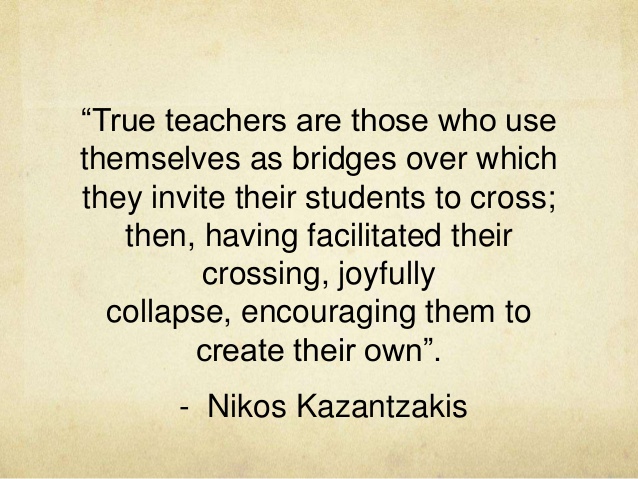 “True teachers are those who use
themselves as bridges over which
they invite their students to cross;
then, having facilitated their
crossing, joyfully
collapse, encouraging them to
create their own”.
- Nikos Kazantzakis